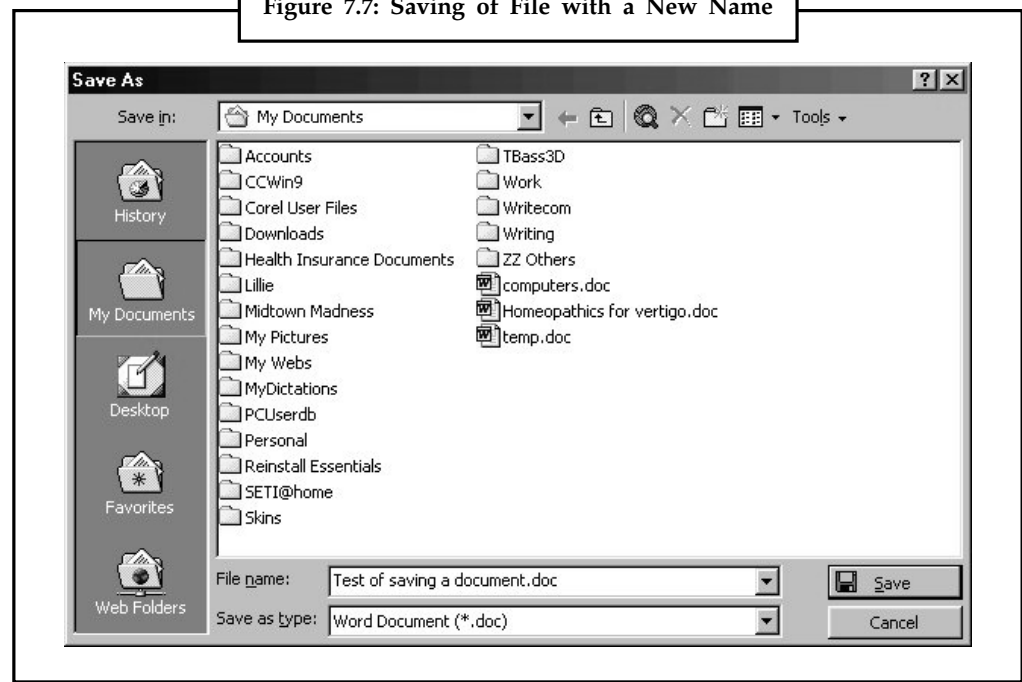 Figure 7.7: Saving of File with a New Name
Save As
Save in:
My Documents
Tools
History
My Documents
Desktop
Favorites
Web Folders
Accounts
CCWin9
Corel User Files
Downloads
Health Insurance Documents
Lillie
Midtown Madness
My Pictures
My Webs
MyDictations
PCUserdb
Personal
Reinstall Essentials
SETI@home
Skins
TBass3D
Work
Writecom
Writing
ZZ Others
computers.doc
Homeopathics for vertigo.doc
temp.doc
File name: Test of saving a document.doc
Save
Save as type: Word Document (*.doc)
Cancel